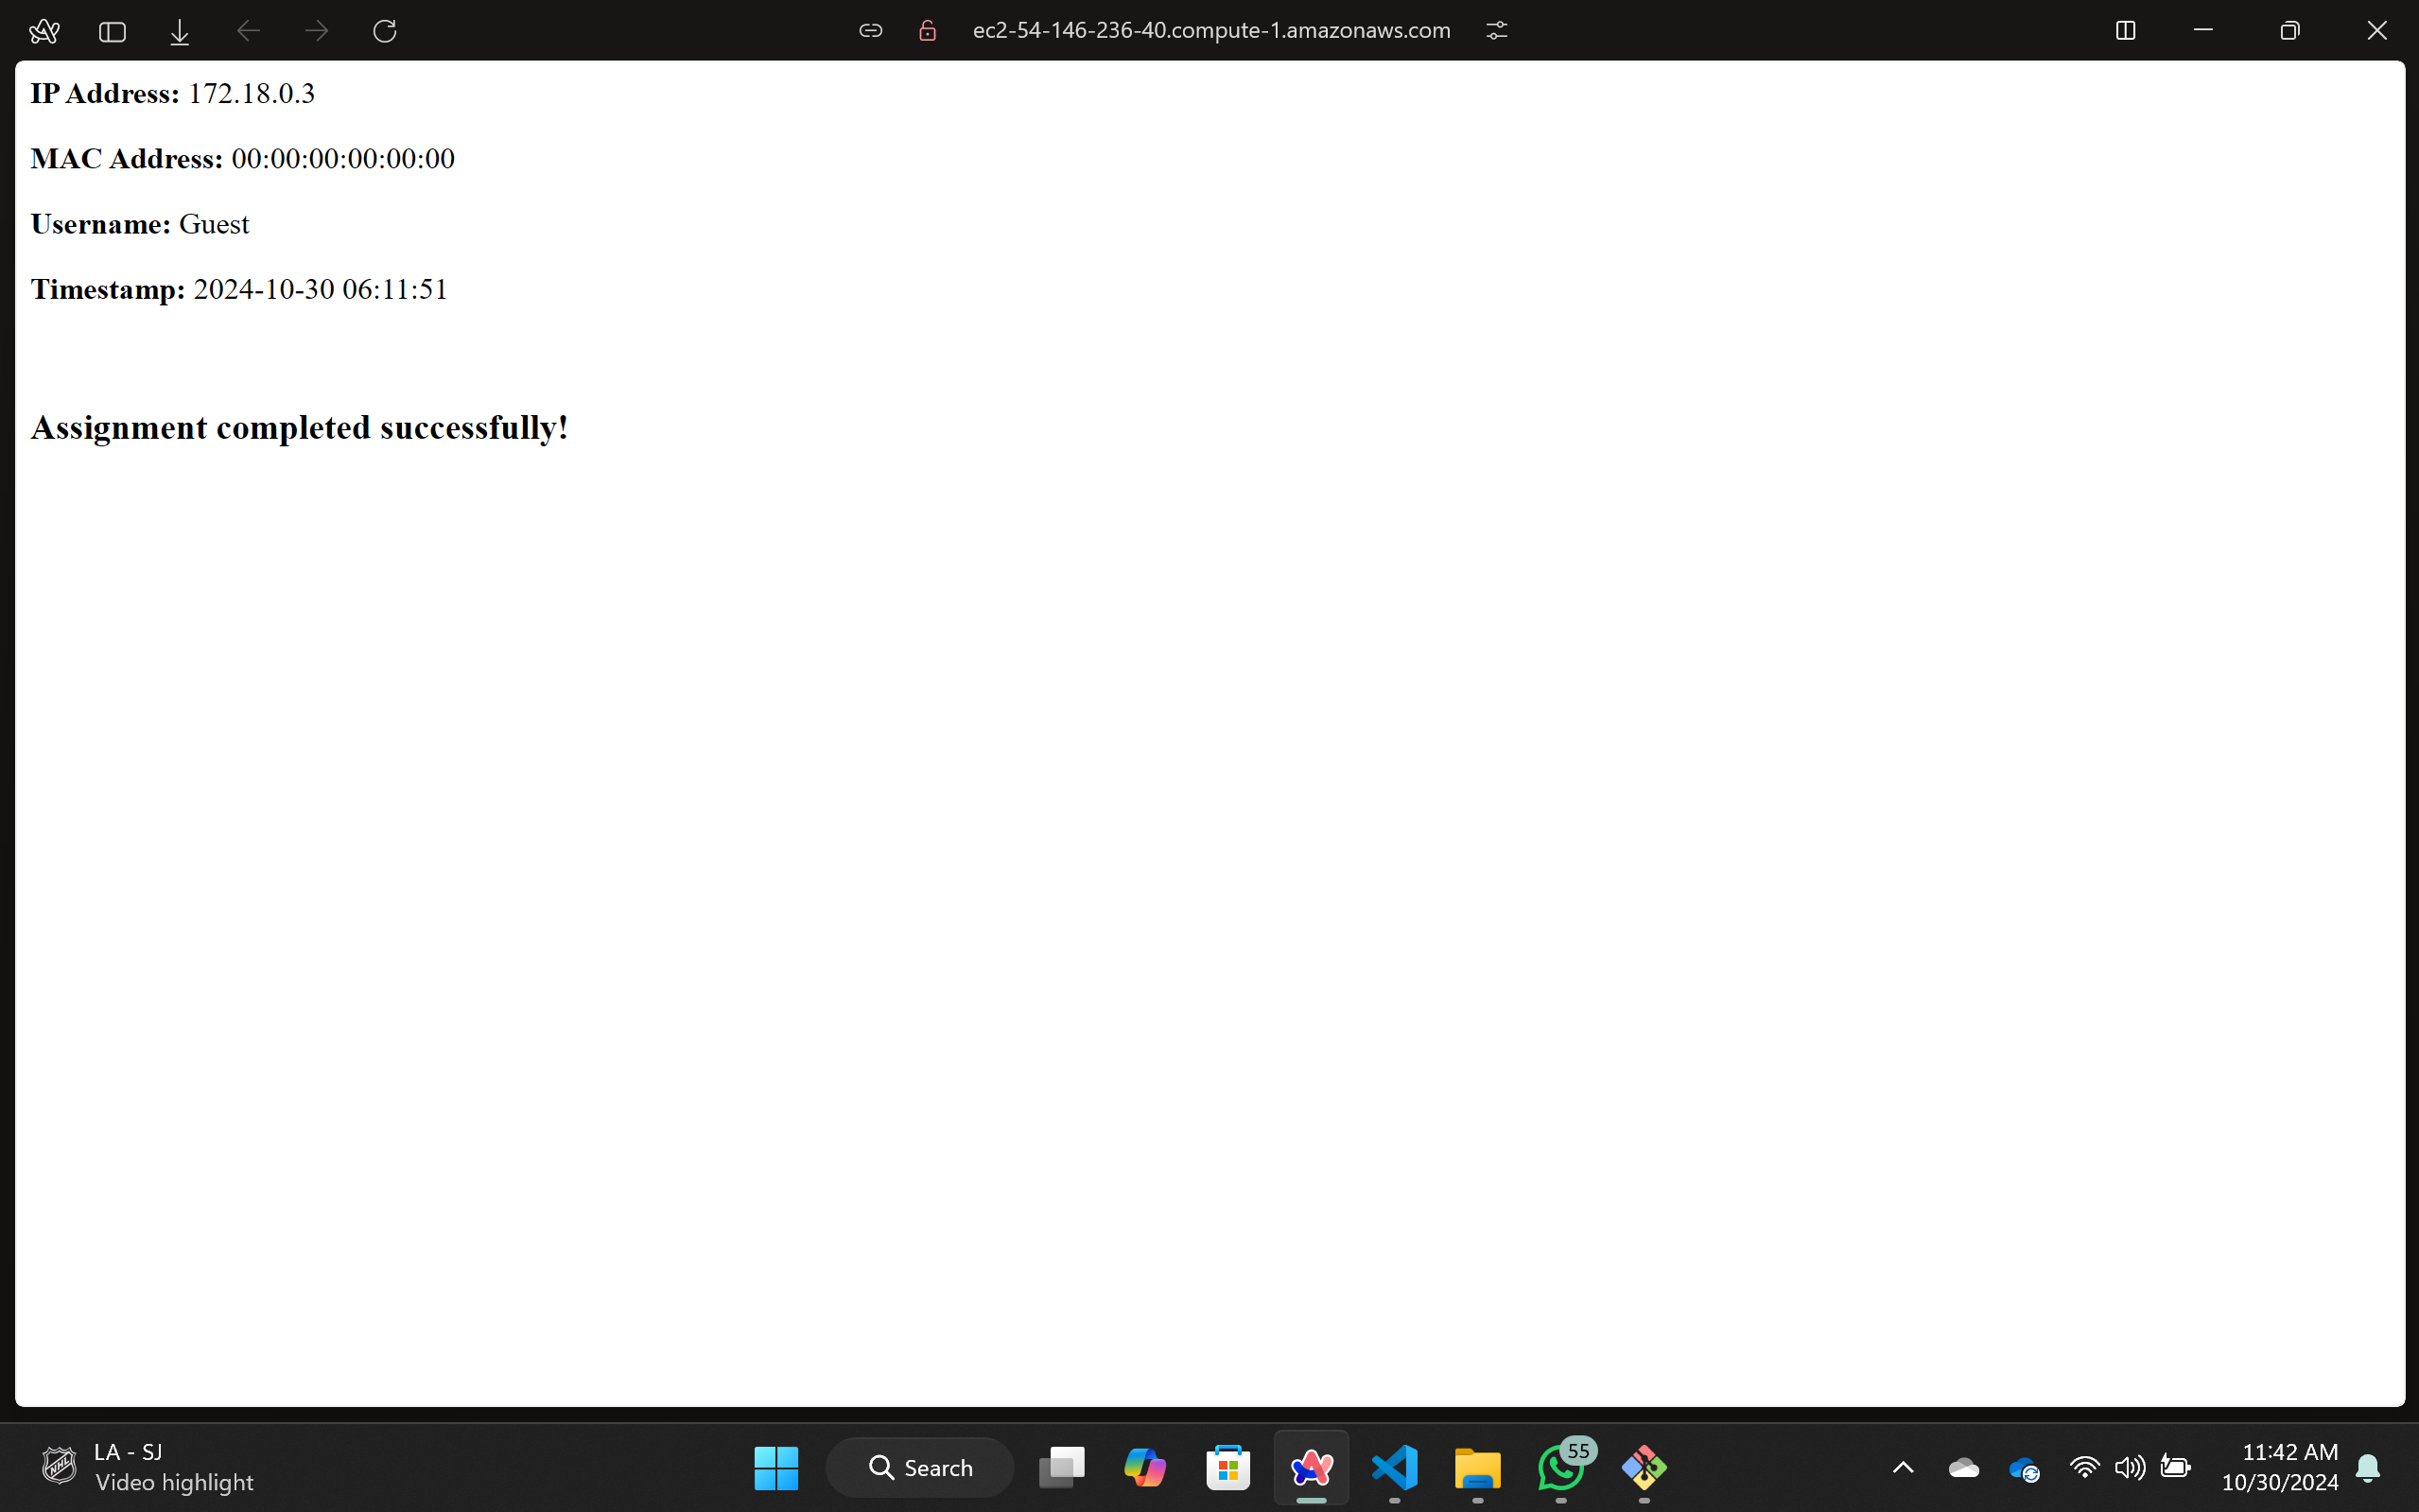 ec2-54-146-236-40.compute-1.amazonaws.com
IP Address: 172.18.0.3
MAC Address: 00:00:00:00:00:00
Username: Guest
Timestamp: 2024-10-30 06:11:51
Assignment completed successfully!
NHL
LA - SJ
Video highlight
Search
55
11:42 AM
10/30/2024